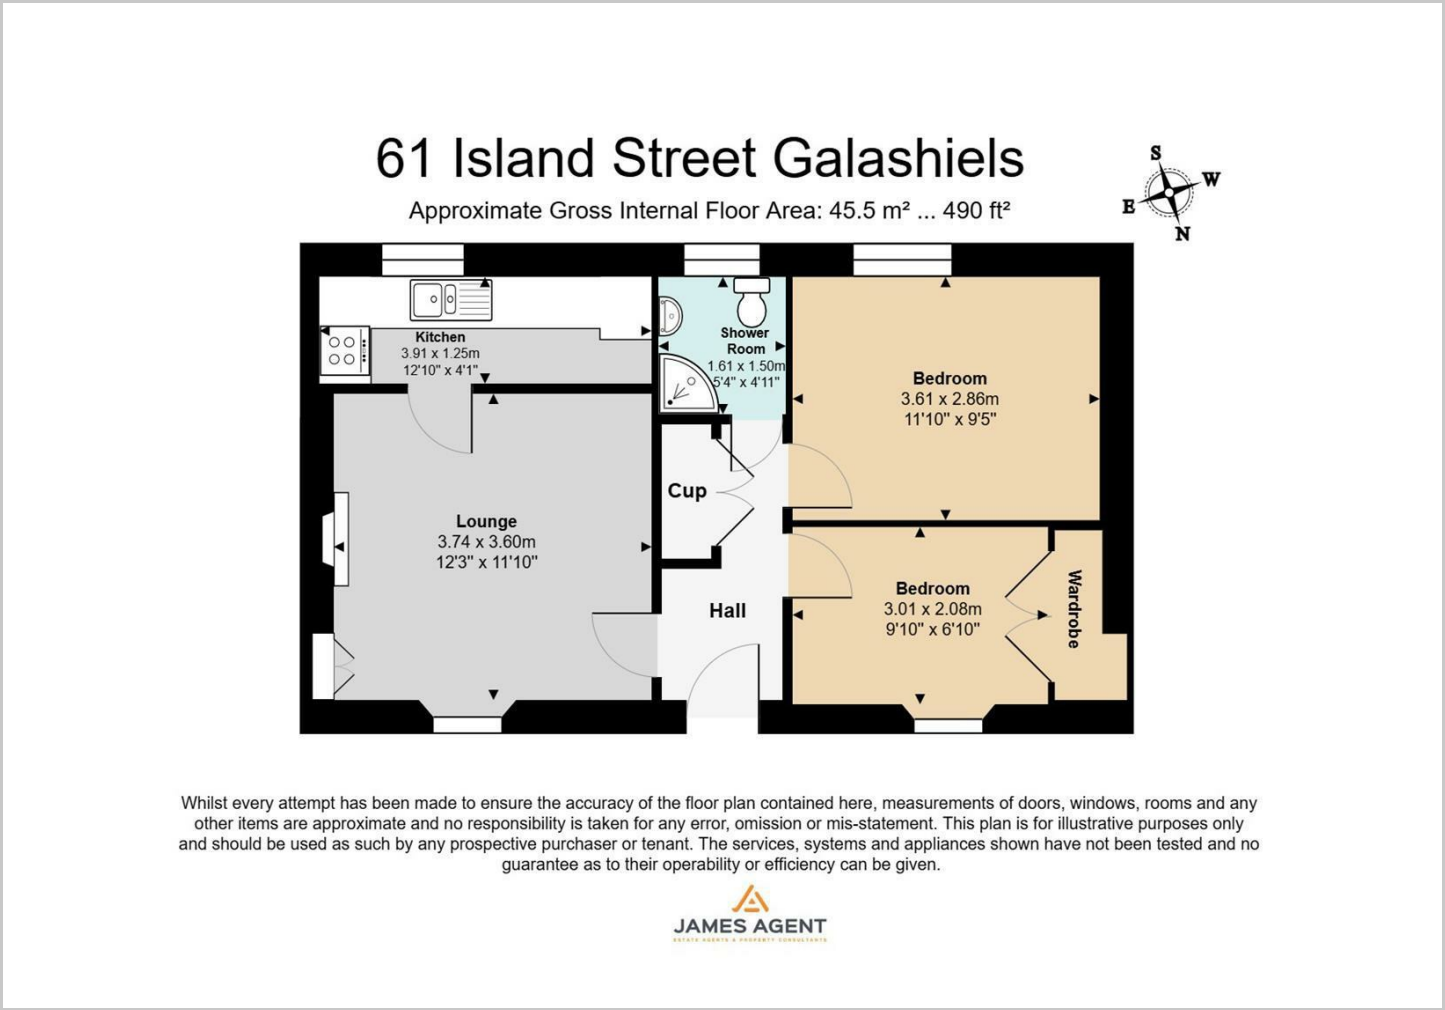 61 Island Street Galashiels
Approximate Gross Internal Floor Area: 45.5 m² ... 490 ft²
S
W
E
N
Kitchen
3.91 x 1.25m
12'10" x 4'1"
Shower
Room
1.61 x 1.50m
5'4" x 4'11"
Bedroom
3.61 x 2.86m
11'10" x 9'5"
Cup
Lounge
3.74 x 3.60m
12'3" x 11'10"
Hall
Bedroom
3.01 x 2.08m
9'10" x 6'10"
Wardrobe
Whilst every attempt has been made to ensure the accuracy of the floor plan contained here, measurements of doors, windows, rooms and any
other items are approximate and no responsibility is taken for any error, omission or mis-statement. This plan is for illustrative purposes only
and should be used as such by any prospective purchaser or tenant. The services, systems and appliances shown have not been tested and no
guarantee as to their operability or efficiency can be given.
JAMES AGENT
ESTATE AGENTS & PROPERTY CONSULTANTS